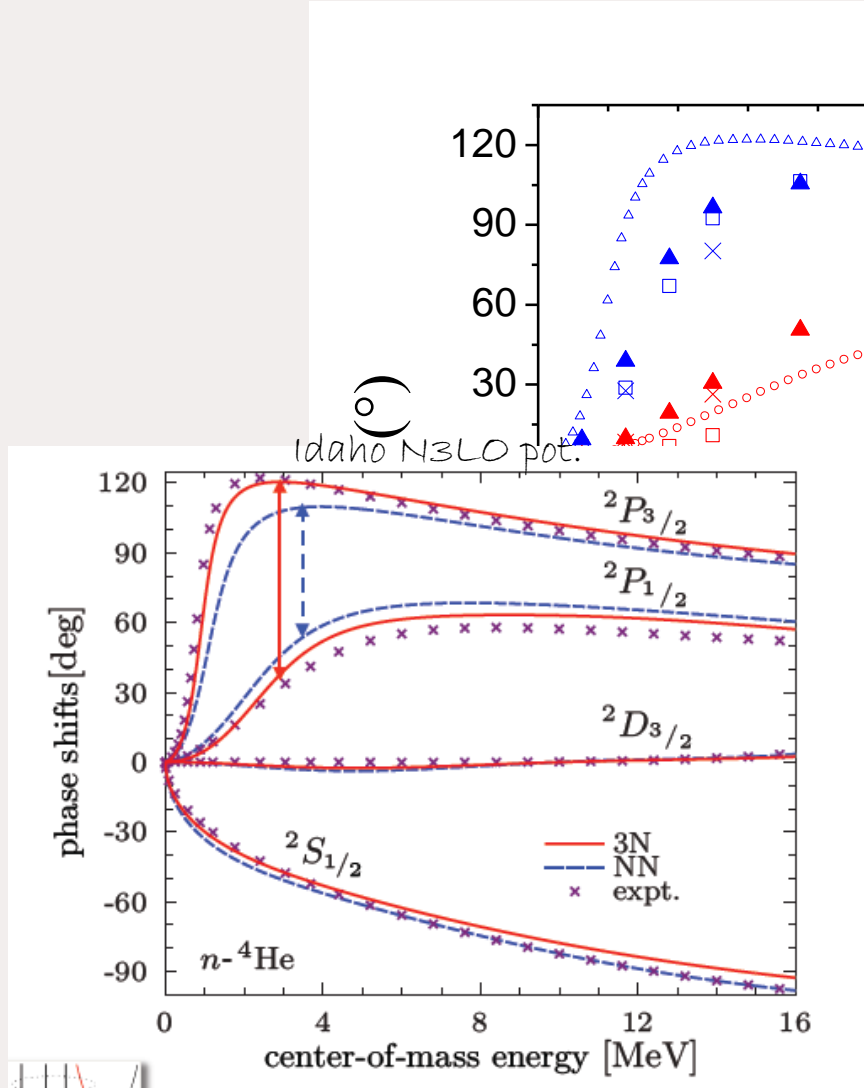 120
90
60
30
Idaho N3LO pot.
120
90
60
30
0
-30
-60
-90
phase shifts[deg]
²P₃/₂
²P₁/₂
²D₃/₂
²S₁/₂
3N
NN
expt.
n-⁴He
0 4 8 12 16
center-of-mass energy [MeV]